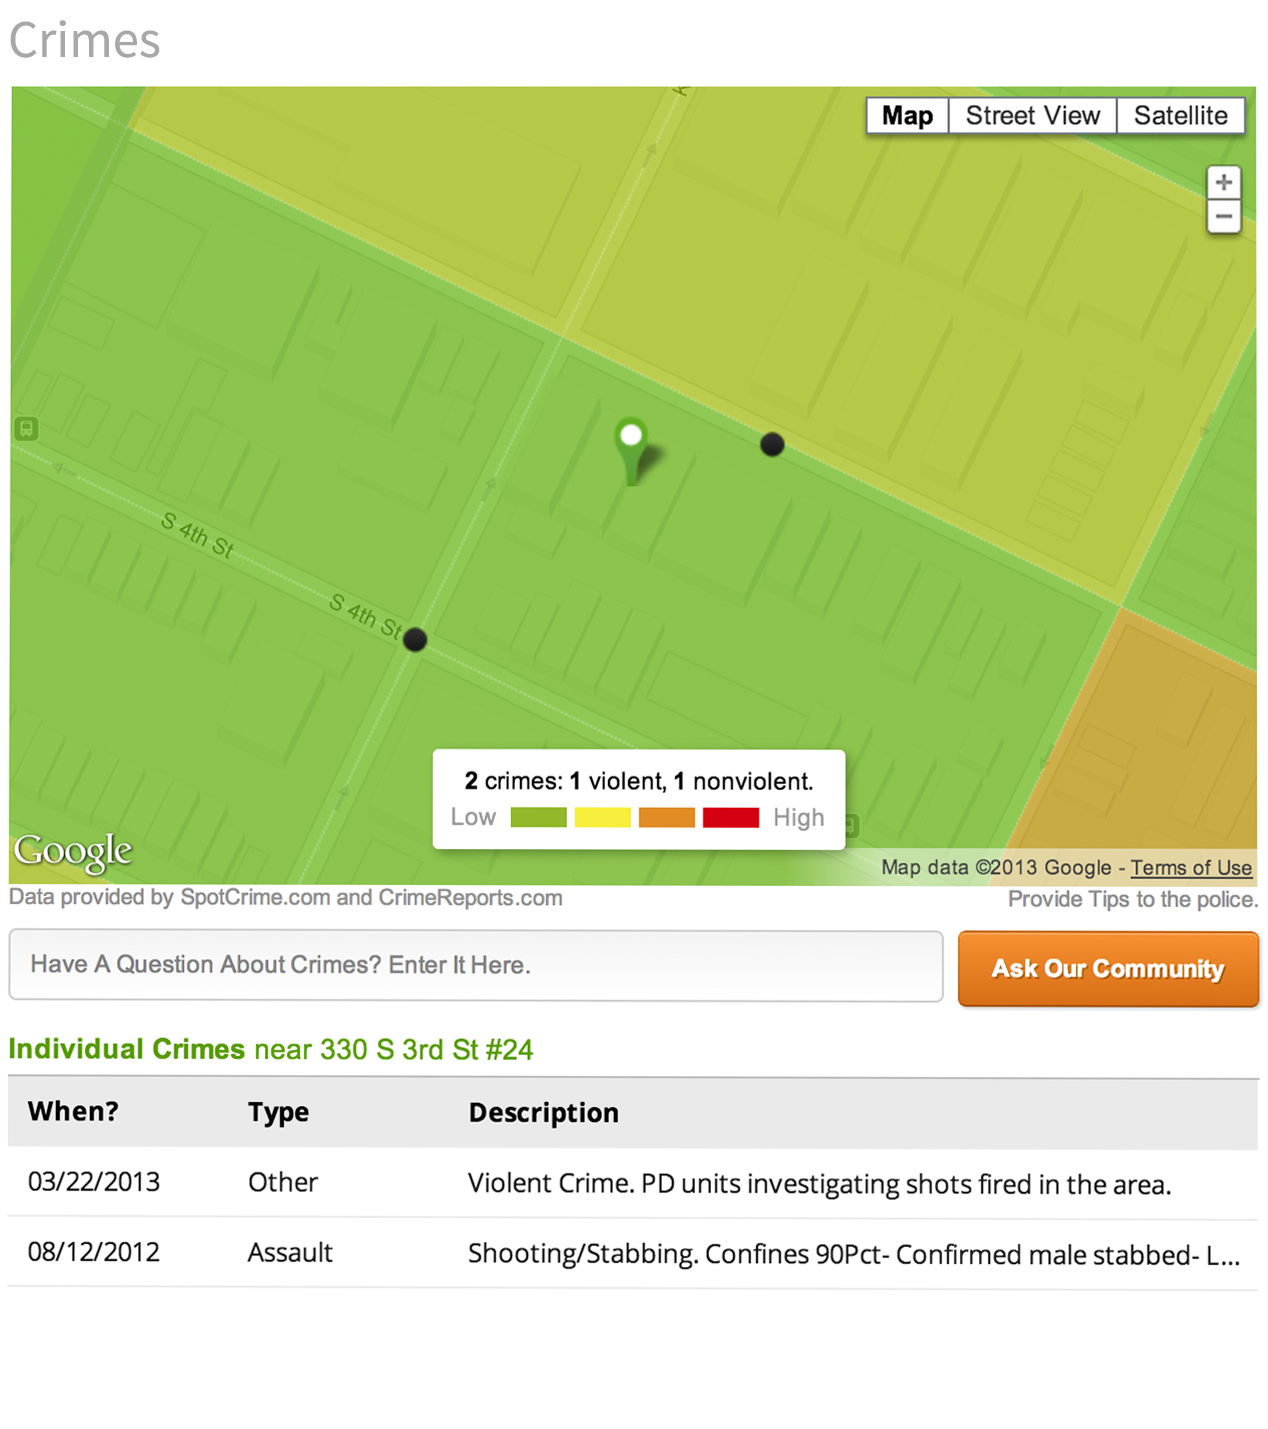 Crimes
Map Street View Satellite
+
−
S 4th St
S 4th St
2 crimes: 1 violent, 1 nonviolent.
Low High
Google
Map data ©2013 Google - Terms of Use
Data provided by SpotCrime.com and CrimeReports.com
Provide Tips to the police.
Have A Question About Crimes? Enter It Here.
Ask Our Community
Individual Crimes near 330 S 3rd St #24
When? Type Description
03/22/2013 Other Violent Crime. PD units investigating shots fired in the area.
08/12/2012 Assault Shooting/Stabbing. Confines 90Pct- Confirmed male stabbed- L...